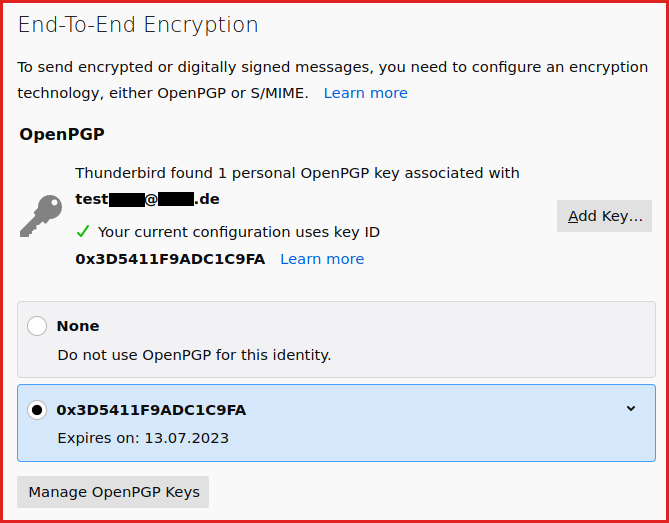 End-To-End Encryption
To send encrypted or digitally signed messages, you need to configure an encryption
technology, either OpenPGP or S/MIME. Learn more
OpenPGP
Thunderbird found 1 personal OpenPGP key associated with
test@.de
Your current configuration uses key ID
0x3D5411F9ADC1C9FA Learn more
Add Key...
None
Do not use OpenPGP for this identity.
0x3D5411F9ADC1C9FA
Expires on: 13.07.2023
Manage OpenPGP Keys